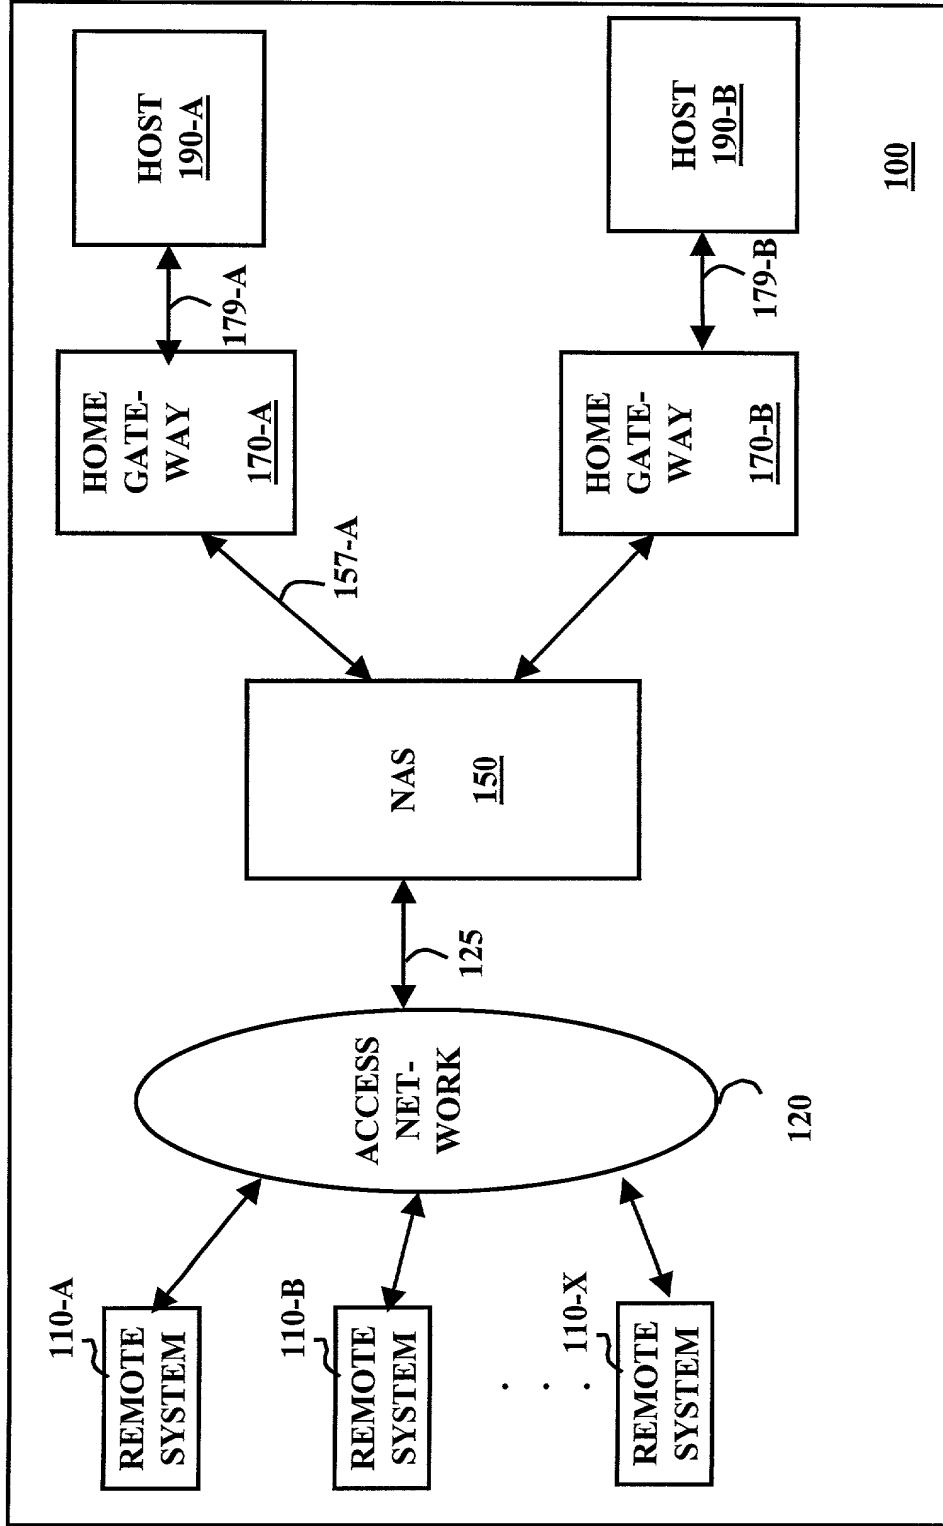 110-A
REMOTE
SYSTEM
110-B
REMOTE
SYSTEM
. . .
110-X
REMOTE
SYSTEM
ACCESS
NET-
WORK
120
125
NAS
150
157-A
HOME
GATE-
WAY
170-A
179-A
HOST
190-A
HOME
GATE-
WAY
170-B
179-B
HOST
190-B
100